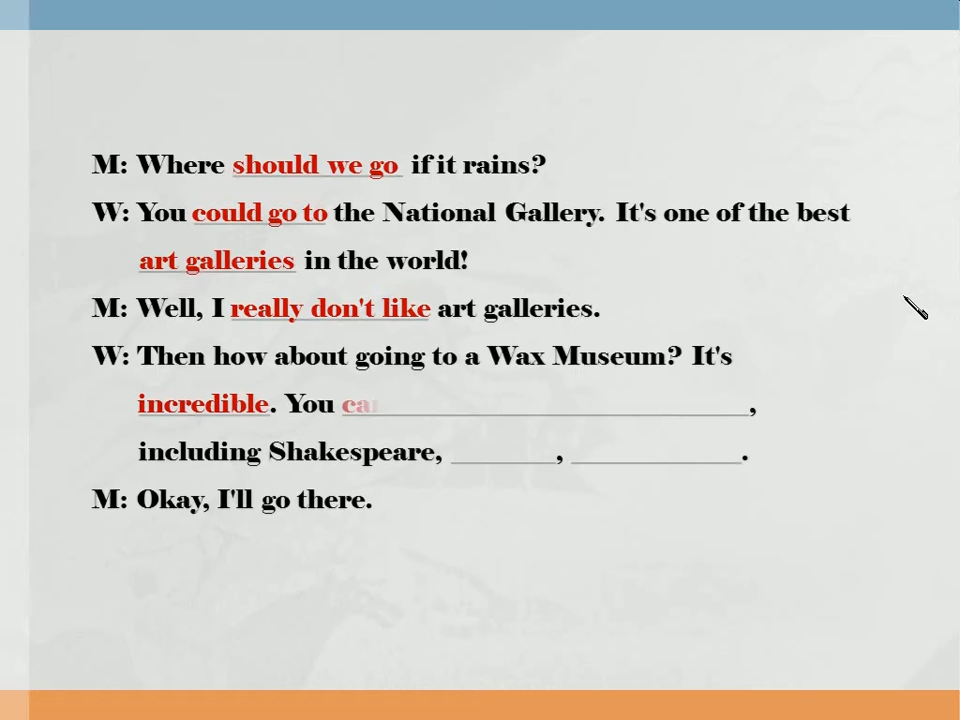 M: Where should we go if it rains?
W: You could go to the National Gallery. It's one of the best
art galleries in the world!
M: Well, I really don't like art galleries.
W: Then how about going to a Wax Museum? It's
incredible. You ca ,
including Shakespeare, , .
M: Okay, I'll go there.